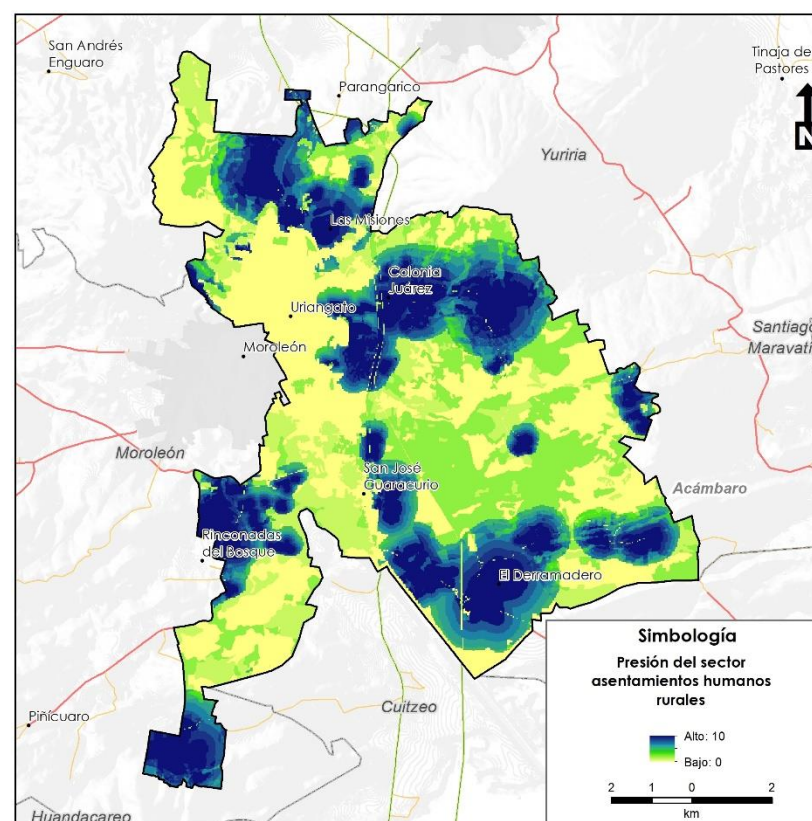 San Andrés
Enguaro
Parangarico
Tinaja de
Pastores
N
Yuriria
Las Misiones
Colonia
Juárez
Uriangato
Moroleón
Santiago
Maravatí
Moroleón
San José
Cuaracurio
Acámbaro
Rinconadas
del Bosque
El Derramadero
Cuitzeo
Piñícuaro
Huandacareo
Simbología
Presión del sector
asentamientos humanos
rurales
Alto: 10
Bajo: 0
2 1 0 2
km